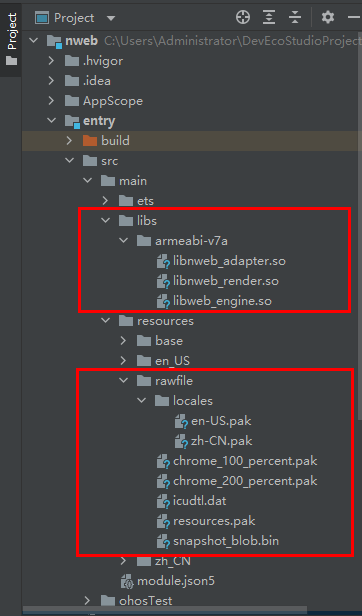 Project
Project
nweb C:\Users\Administrator\DevEcoStudioProject
.hvigor
.idea
AppScope
entry
build
src
main
ets
libs
armeabi-v7a
libnweb_adapter.so
libnweb_render.so
libweb_engine.so
resources
base
en_US
rawfile
locales
en-US.pak
zh-CN.pak
chrome_100_percent.pak
chrome_200_percent.pak
icudtl.dat
resources.pak
snapshot_blob.bin
zh_CN
module.json5
ohosTest